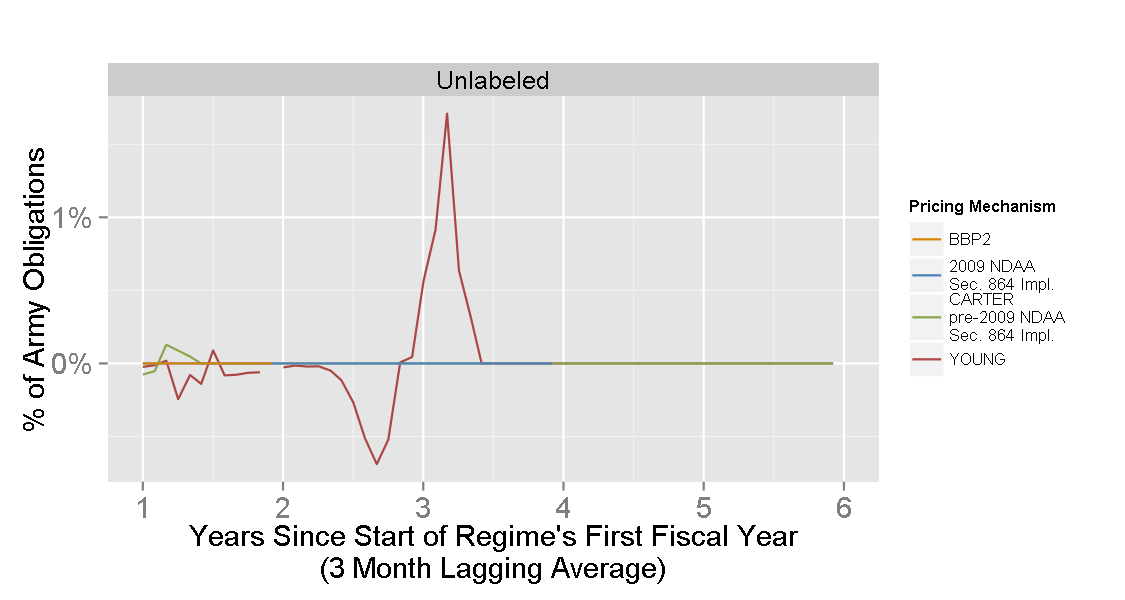 Unlabeled
% of Army Obligations
1%
0%
1 2 3 4 5 6
Years Since Start of Regime's First Fiscal Year
(3 Month Lagging Average)
Pricing Mechanism
BBP2
2009 NDAA
Sec. 864 Impl.
CARTER
pre-2009 NDAA
Sec. 864 Impl.
YOUNG